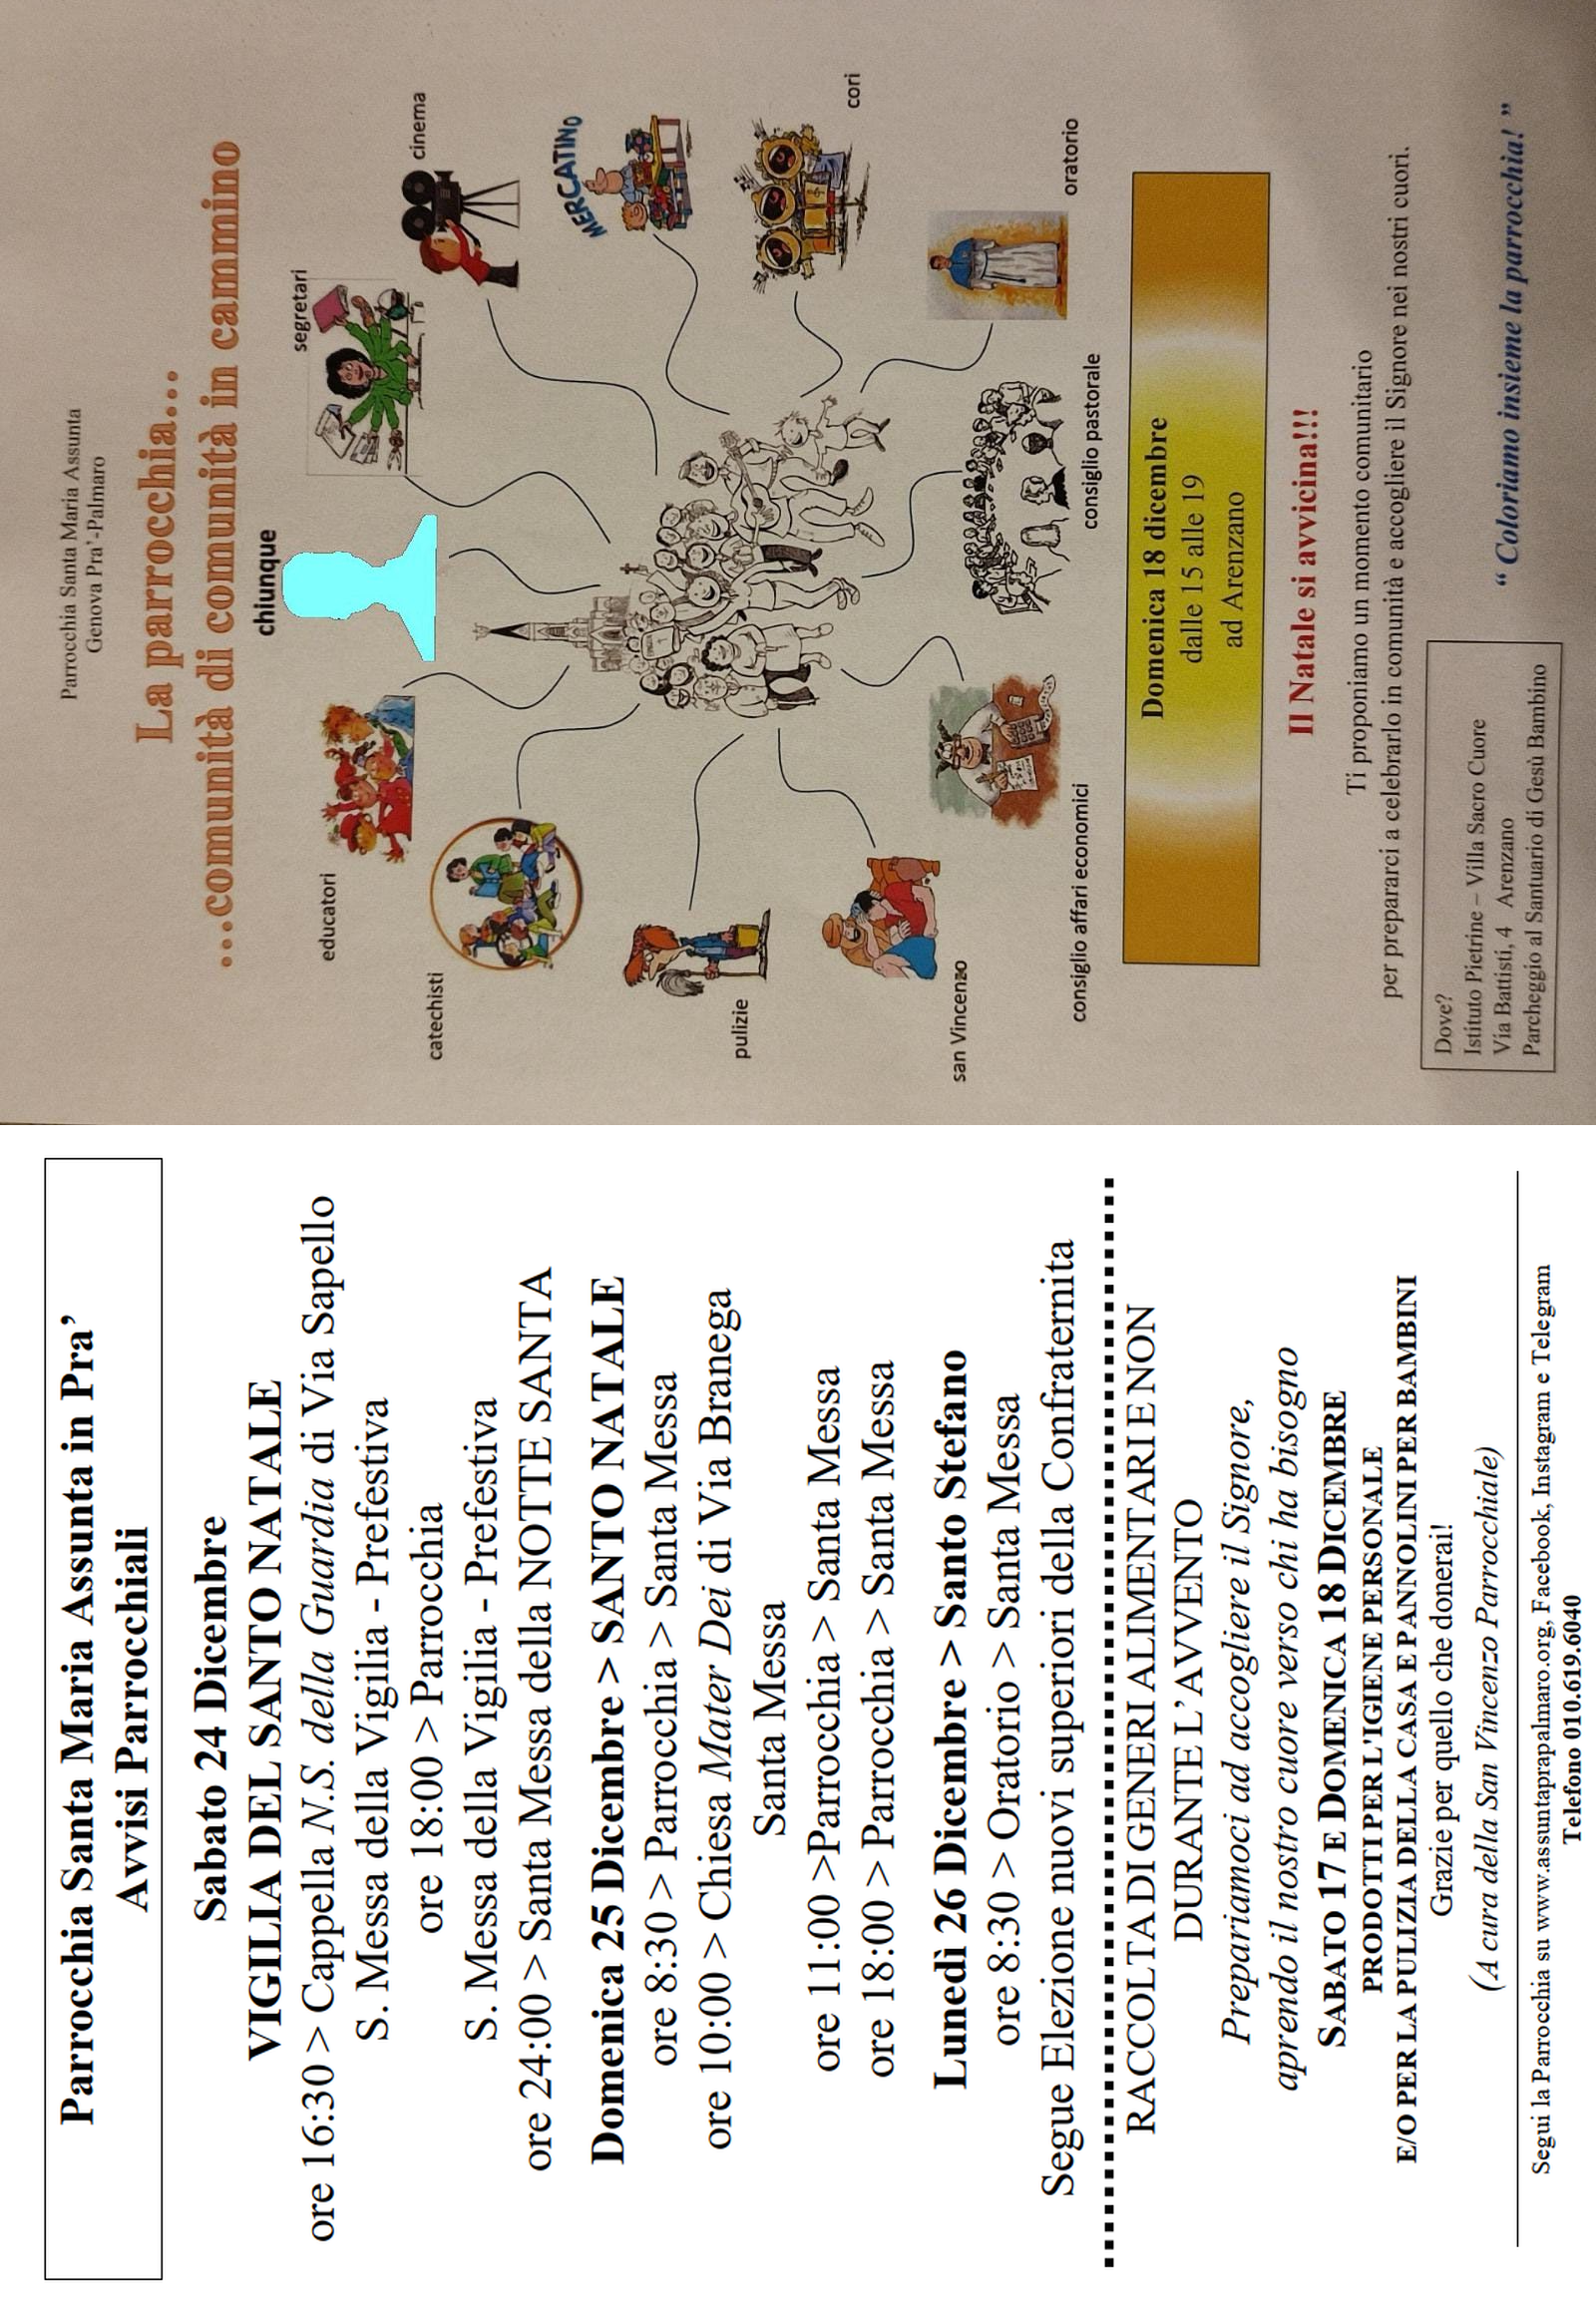 Parrocchia Santa Maria Assunta in Pra’
Avvisi Parrocchiali
Sabato 24 Dicembre
VIGILIA DEL SANTO NATALE
ore 16:30 > Cappella N.S. della Guardia di Via Sapello
S. Messa della Vigilia - Prefestiva
ore 18:00 > Parrocchia
S. Messa della Vigilia - Prefestiva
ore 24:00 > Santa Messa della NOTTE SANTA
Domenica 25 Dicembre > SANTO NATALE
ore 8:30 > Parrocchia > Santa Messa
ore 10:00 > Chiesa Mater Dei di Via Branega
Santa Messa
ore 11:00 >Parrocchia > Santa Messa
ore 18:00 > Parrocchia > Santa Messa
Lunedì 26 Dicembre > Santo Stefano
ore 8:30 > Oratorio > Santa Messa
Segue Elezione nuovi superiori della Confraternita
RACCOLTA DI GENERI ALIMENTARI E NON
DURANTE L’AVVENTO
Prepariamoci ad accogliere il Signore,
aprendo il nostro cuore verso chi ha bisogno
SABATO 17 E DOMENICA 18 DICEMBRE
PRODOTTI PER L'IGIENE PERSONALE
E/O PER LA PULIZIA DELLA CASA E PANNOLINI PER BAMBINI
Grazie per quello che donerai!
(A cura della San Vincenzo Parrocchiale)
Segui la Parrocchia su www.assuntaprapalmaro.org, Facebook, Instagram e Telegram
Telefono 010.619.6040
Parrocchia Santa Maria Assunta
Genova Pra’-Palmaro
La parrocchia…
…comunità di comunità in cammino
chiunque
segretari
educatori
cinema
catechisti
MERCATINO
pulizie
cori
san Vincenzo
oratorio
consiglio affari economici
consiglio pastorale
Domenica 18 dicembre
dalle 15 alle 19
ad Arenzano
Il Natale si avvicina!!!
Ti proponiamo un momento comunitario
per prepararci a celebrarlo in comunità e accogliere il Signore nei nostri cuori.
Dove?
Istituto Pietrine – Villa Sacro Cuore
Via Battisti, 4 Arenzano
Parcheggio al Santuario di Gesù Bambino
“ Coloriamo insieme la parrocchia! ”